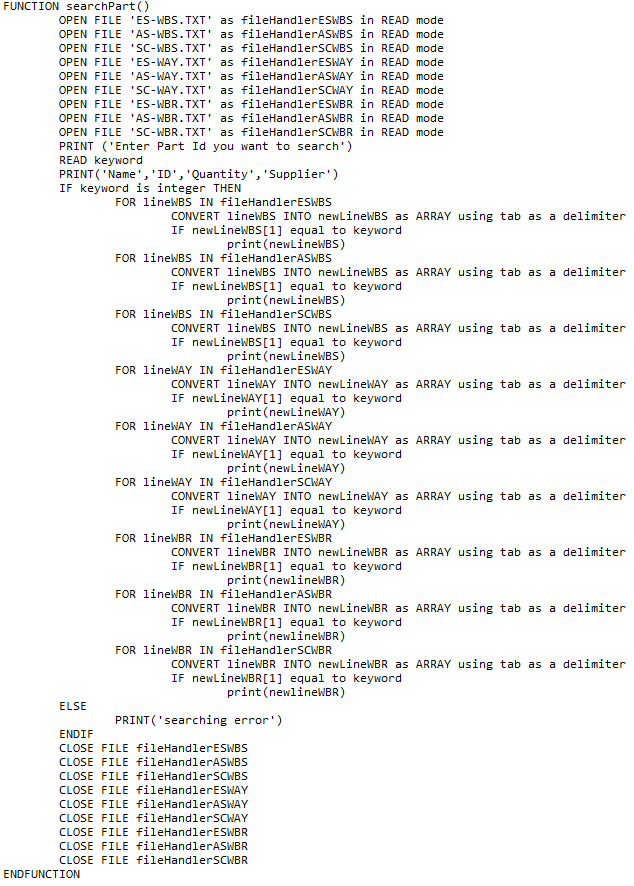 FUNCTION searchPart()
OPEN FILE 'ES-WBS.TXT' as fileHandlerESWBS in READ mode
OPEN FILE 'AS-WBS.TXT' as fileHandlerASWBS in READ mode
OPEN FILE 'SC-WBS.TXT' as fileHandlerSCWBS in READ mode
OPEN FILE 'ES-WAY.TXT' as fileHandlerESWAY in READ mode
OPEN FILE 'AS-WAY.TXT' as fileHandlerASWAY in READ mode
OPEN FILE 'SC-WAY.TXT' as fileHandlerSCWAY in READ mode
OPEN FILE 'ES-WBR.TXT' as fileHandlerESWBR in READ mode
OPEN FILE 'AS-WBR.TXT' as fileHandlerASWBR in READ mode
OPEN FILE 'SC-WBR.TXT' as fileHandlerSCWBR in READ mode
PRINT ('Enter Part Id you want to search')
READ keyword
PRINT('Name','ID','Quantity','Supplier')
IF keyword is integer THEN
FOR lineWBS IN fileHandlerESWBS
CONVERT lineWBS INTO newLineWBS as ARRAY using tab as a delimiter
IF newLineWBS[1] equal to keyword
print(newLineWBS)
FOR lineWBS IN fileHandlerASWBS
CONVERT lineWBS INTO newLineWBS as ARRAY using tab as a delimiter
IF newLineWBS[1] equal to keyword
print(newLineWBS)
FOR lineWBS IN fileHandlerSCWBS
CONVERT lineWBS INTO newLineWBS as ARRAY using tab as a delimiter
IF newLineWBS[1] equal to keyword
print(newLineWBS)
FOR lineWAY IN fileHandlerESWAY
CONVERT lineWAY INTO newLineWAY as ARRAY using tab as a delimiter
IF newLineWAY[1] equal to keyword
print(newLineWAY)
FOR lineWAY IN fileHandlerASWAY
CONVERT lineWAY INTO newLineWAY as ARRAY using tab as a delimiter
IF newLineWAY[1] equal to keyword
print(newLineWAY)
FOR lineWAY IN fileHandlerSCWAY
CONVERT lineWAY INTO newLineWAY as ARRAY using tab as a delimiter
IF newLineWAY[1] equal to keyword
print(newLineWAY)
FOR lineWBR IN fileHandlerESWBR
CONVERT lineWBR INTO newLineWBR as ARRAY using tab as a delimiter
IF newLineWBR[1] equal to keyword
print(newlineWBR)
FOR lineWBR IN fileHandlerASWBR
CONVERT lineWBR INTO newLineWBR as ARRAY using tab as a delimiter
IF newLineWBR[1] equal to keyword
print(newlineWBR)
FOR lineWBR IN fileHandlerSCWBR
CONVERT lineWBR INTO newLineWBR as ARRAY using tab as a delimiter
IF newLineWBR[1] equal to keyword
print(newlineWBR)
ELSE
PRINT('searching error')
ENDIF
CLOSE FILE fileHandlerESWBS
CLOSE FILE fileHandlerASWBS
CLOSE FILE fileHandlerSCWBS
CLOSE FILE fileHandlerESWAY
CLOSE FILE fileHandlerASWAY
CLOSE FILE fileHandlerSCWAY
CLOSE FILE fileHandlerESWBR
CLOSE FILE fileHandlerASWBR
CLOSE FILE fileHandlerSCWBR
ENDFUNCTION